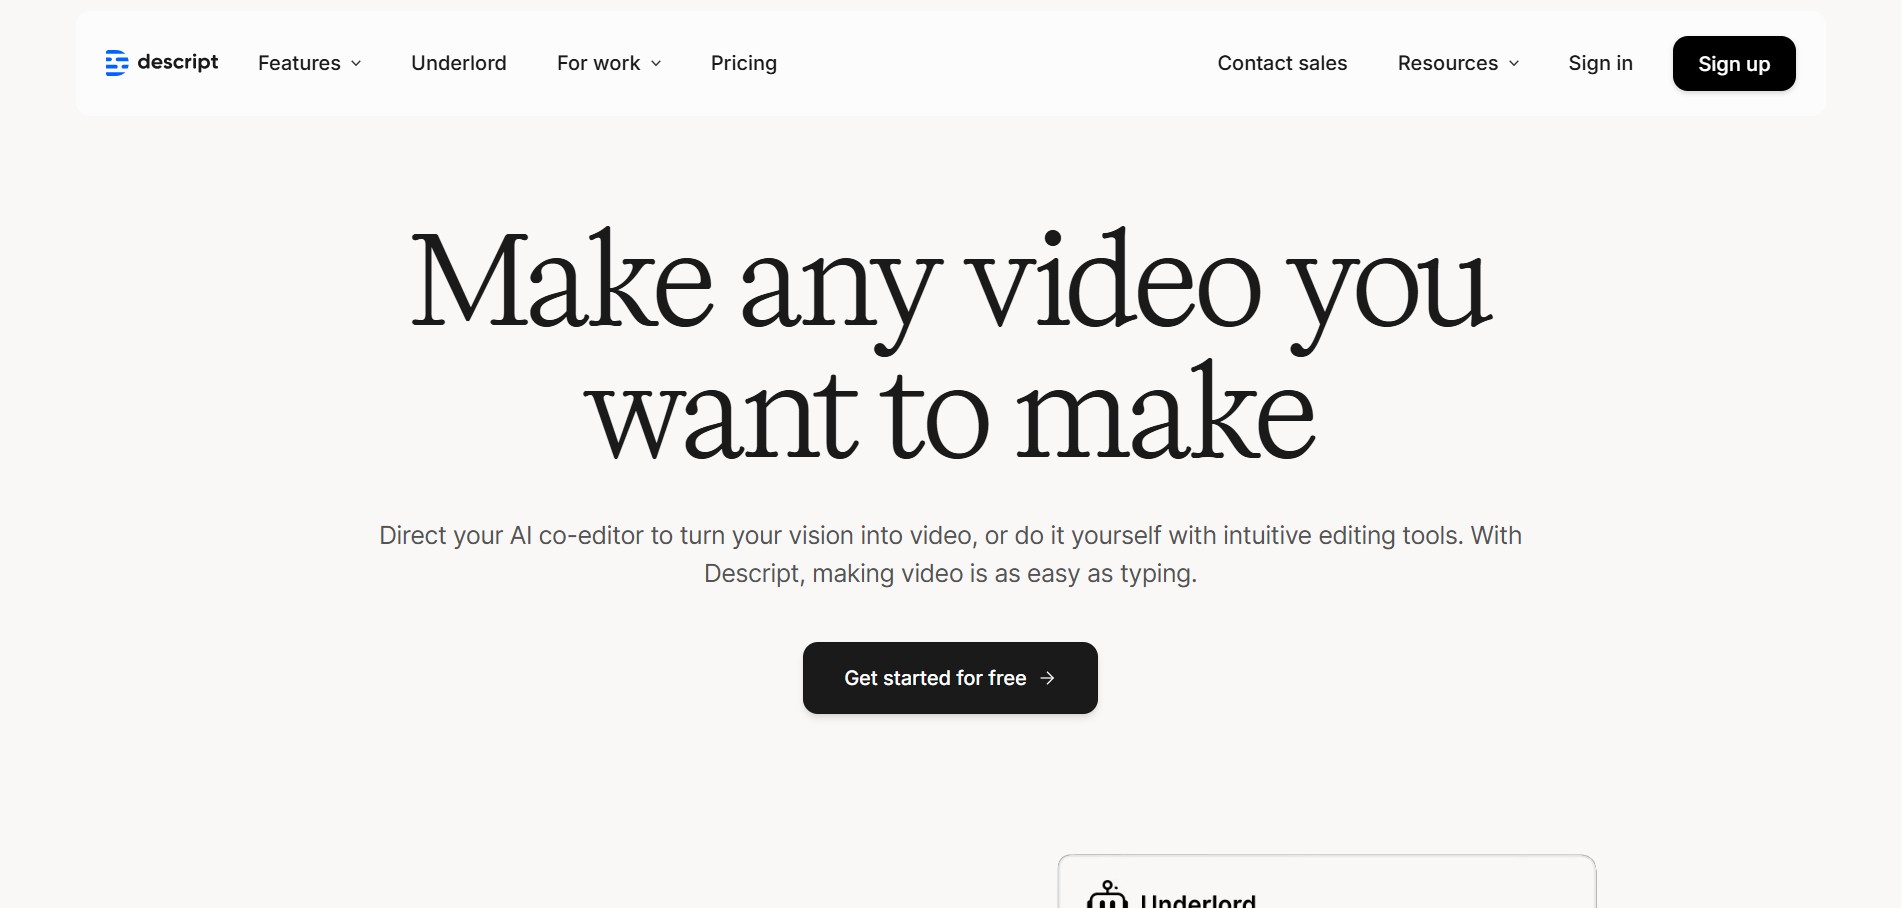 descript
Features
Underlord
For work
Pricing
Contact sales
Resources
Sign in
Sign up
Make any video you
want to make
Direct your AI co-editor to turn your vision into video, or do it yourself with intuitive editing tools. With
Descript, making video is as easy as typing.
Get started for free
Underlord